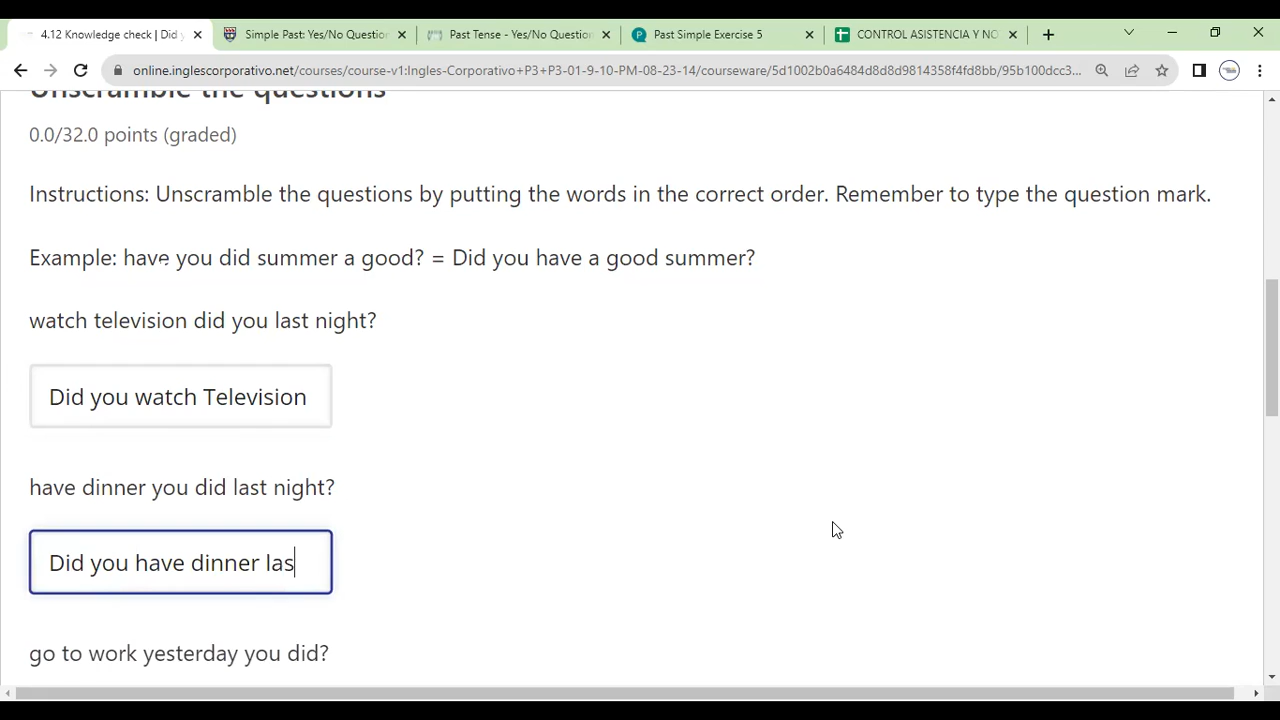 4.12 Knowledge check | Did y
Simple Past: Yes/No Question
Past Tense - Yes/No Question
Past Simple Exercise 5
CONTROL ASISTENCIA Y NO
online.inglescorporativo.net/courses/course-v1:Ingles-Corporativo+P3+P3-01-9-10-PM-08-23-14/courseware/5d1002b0a6484d8d8d9814358f4fd8bb/95b100dcc3...
Unscramble the questions
0.0/32.0 points (graded)
Instructions: Unscramble the questions by putting the words in the correct order. Remember to type the question mark.
Example: have you did summer a good? = Did you have a good summer?
watch television did you last night?
Did you watch Television
have dinner you did last night?
Did you have dinner las
go to work yesterday you did?